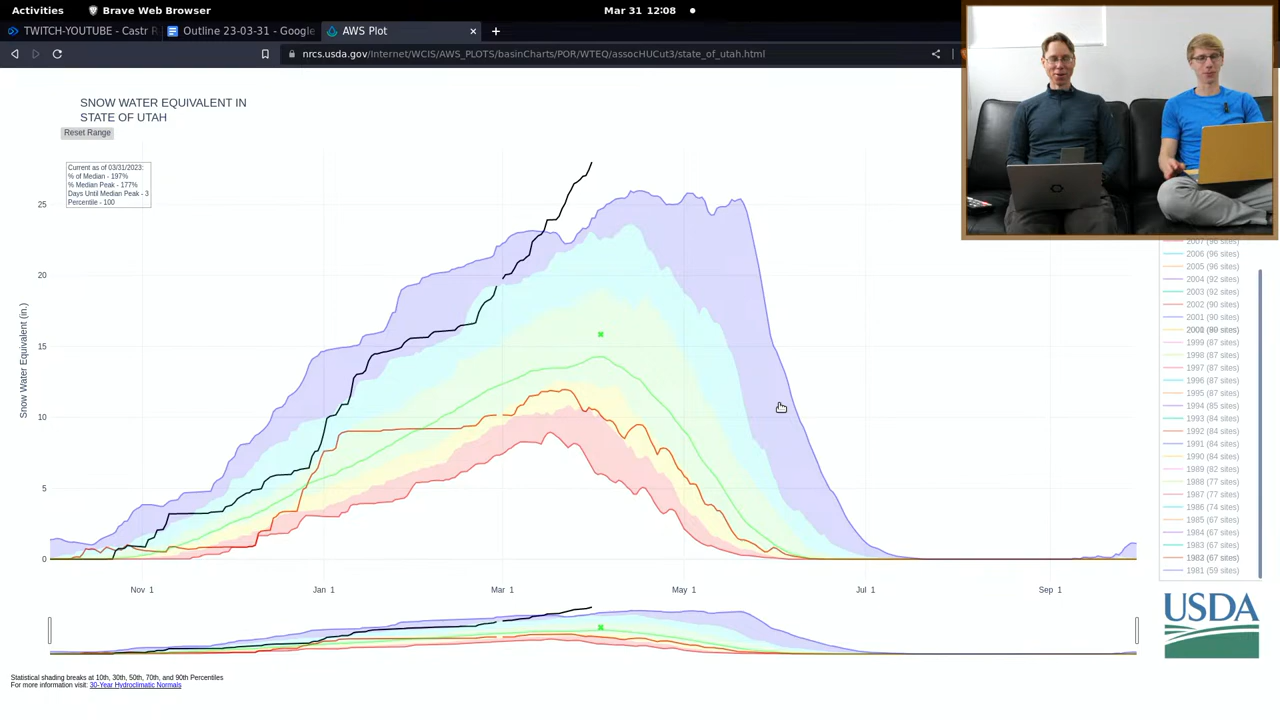 Activities
Brave Web Browser
Mar 31 12:08
TWITCH-YOUTUBE - Castr R
Outline 23-03-31 - Google
AWS Plot
nrcs.usda.gov/Internet/WCIS/AWS_PLOTS/basinCharts/POR/WTEQ/assocHUCut3/state_of_utah.html
SNOW WATER EQUIVALENT IN
STATE OF UTAH
Reset Range
Current as of 03/31/2023:
% of Median - 197%
% Median Peak - 177%
Days Until Median Peak - 3
Percentile - 100
Snow Water Equivalent (in.)
25
20
15
10
5
0
Nov 1
Jan 1
Mar 1
May 1
Jul 1
Sep 1
2007 (96 sites)
2006 (96 sites)
2005 (96 sites)
2004 (92 sites)
2003 (92 sites)
2002 (90 sites)
2001 (90 sites)
1999 (87 sites)
1998 (87 sites)
1997 (87 sites)
1996 (87 sites)
1995 (87 sites)
1994 (85 sites)
1993 (84 sites)
1992 (84 sites)
1991 (84 sites)
1990 (84 sites)
1989 (82 sites)
1988 (77 sites)
1987 (77 sites)
1986 (74 sites)
1985 (67 sites)
1984 (67 sites)
1983 (67 sites)
1981 (59 sites)
USDA
Statistical shading breaks at 10th, 30th, 50th, 70th, and 90th Percentiles
For more information visit: 30-Year Hydroclimatic Normals